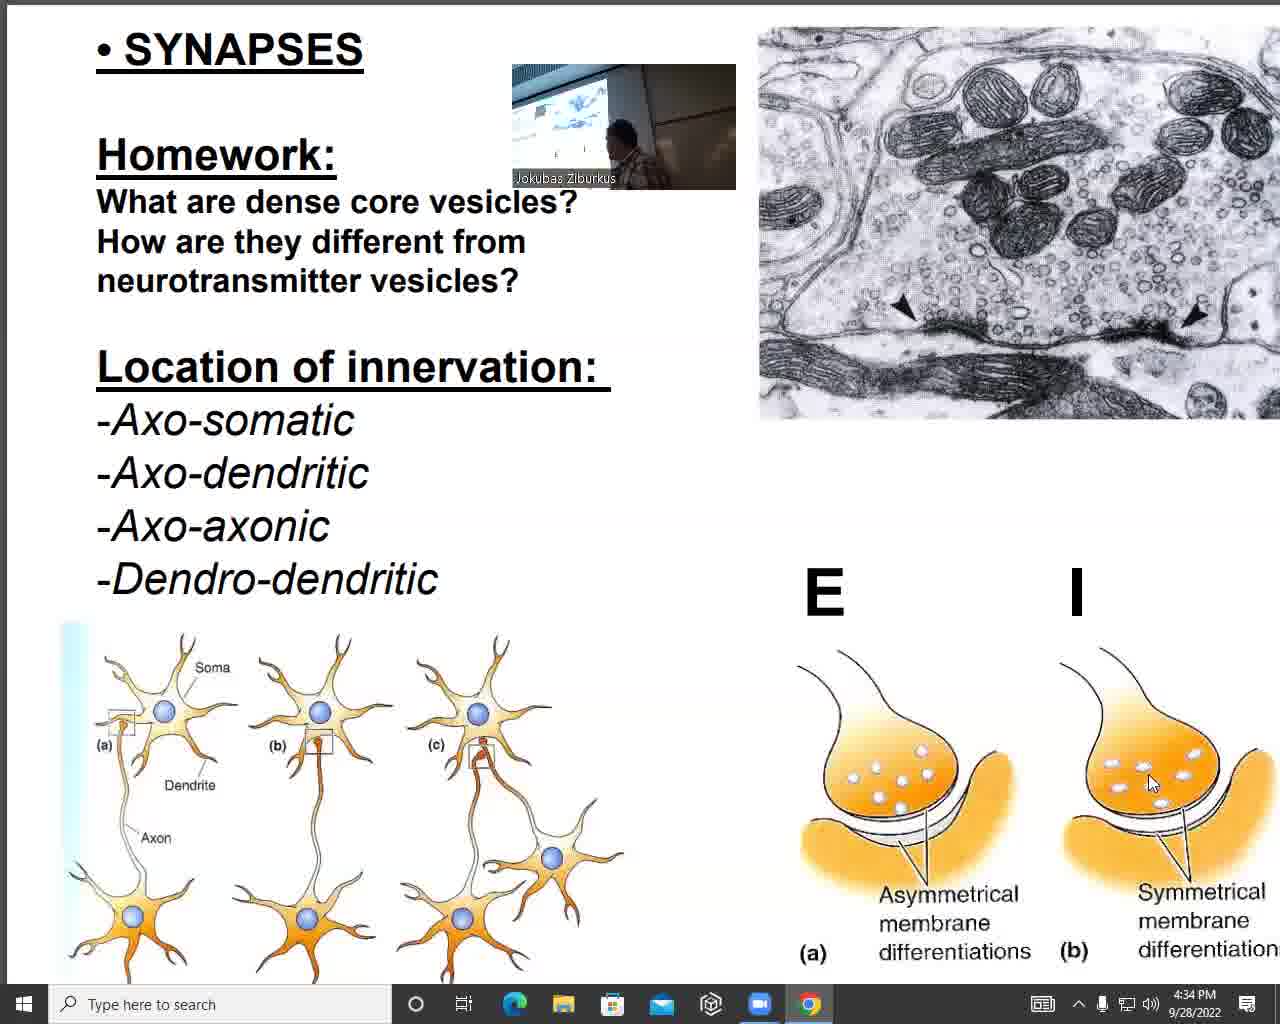 • SYNAPSES
Homework:
What are dense core vesicles?
How are they different from
neurotransmitter vesicles?
Jokubas Ziburkus
Location of innervation:
-Axo-somatic
-Axo-dendritic
-Axo-axonic
-Dendro-dendritic
Soma
(a)
Dendrite
Axon
(b)
(c)
E
Asymmetrical
membrane
differentiations
(a)
I
Symmetrical
membrane
differentiation
(b)
Type here to search
4:34 PM
9/28/2022